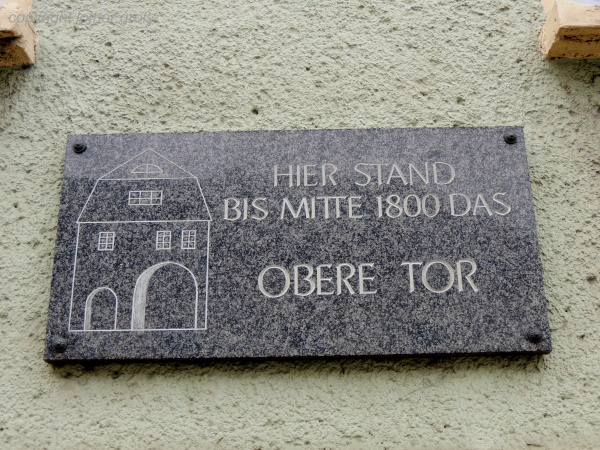 HIER STAND
BIS MITTE 1800 DAS
OBERE TOR